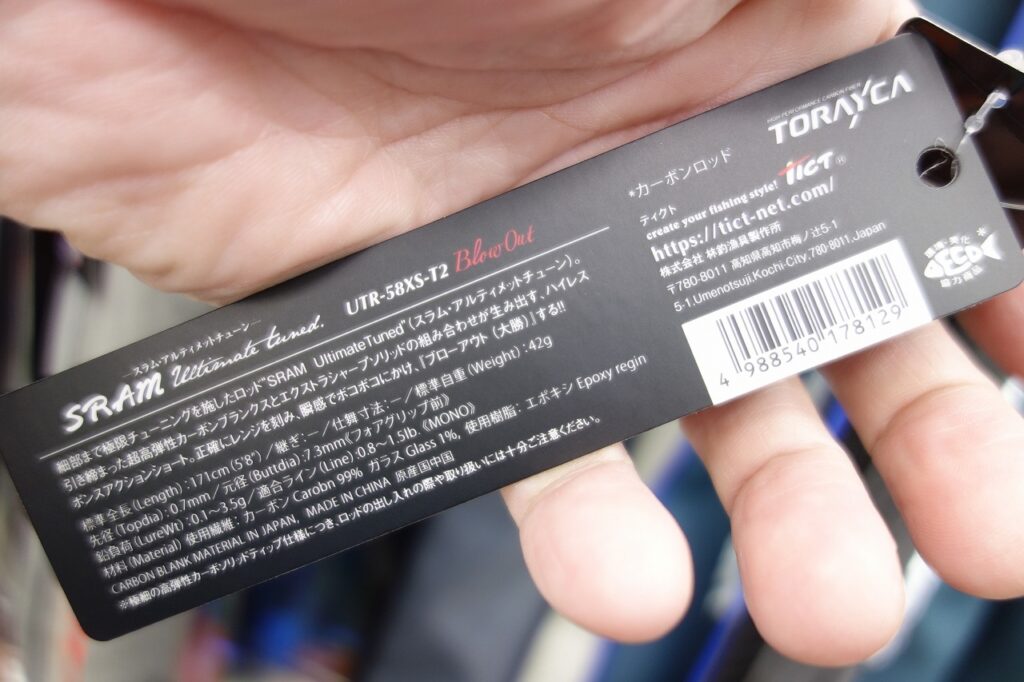 スラム・アルティメットチューン
SRAM Ultimate tuned. UTR-58XS-T2 Blow Out
細部まで極限チューニングを施したロッド"SRAM UltimateTuned"(スラム・アルティメットチューン)。
引き締まった超高弾性カーボンブランクスとエクストラシャープソリッドの組み合わせが生み出す、ハイレス
ポンスアクションショート。正確にレンジを刻み、瞬感でボコボコにかけ、『ブローアウト(大勝)』する!!
標準全長(Length):171cm(5'8")/継ぎ:ー/仕舞寸法:ー/標準自重(Weight):42g
先径(Topdia):0.7mm/元径(Buttdia):7.3mm(フォアグリップ前)
鉛負荷(LureWt):0.1〜3.5g/適合ライン(Line):0.8〜1.5lb.《MONO》
材料(Material) 使用繊維:カーボン Carobn 99% ガラス Glass 1%, 使用樹脂:エポキシ Epoxy regin
CARBON BLANK MATERIAL IN JAPAN, MADE IN CHINA 原産国中国
※極細の高弾性カーボンソリッドティップ仕様につき、ロッドの出し入れの際や取り扱いには十分ご注意ください。
HIGH PERFORMANCE CARBON FIBER
TORAYCA
*カーボンロッド
ティクト
create your fishing style! TICT®
https://tict-net.com/
株式会社 林釣漁具製作所
〒780-8011 高知県高知市梅ノ辻5-1
5-1.Umenotsuji,Kochi-City,780-8011.Japan
4 988540 178129
環境・美化
ECO
協力商品